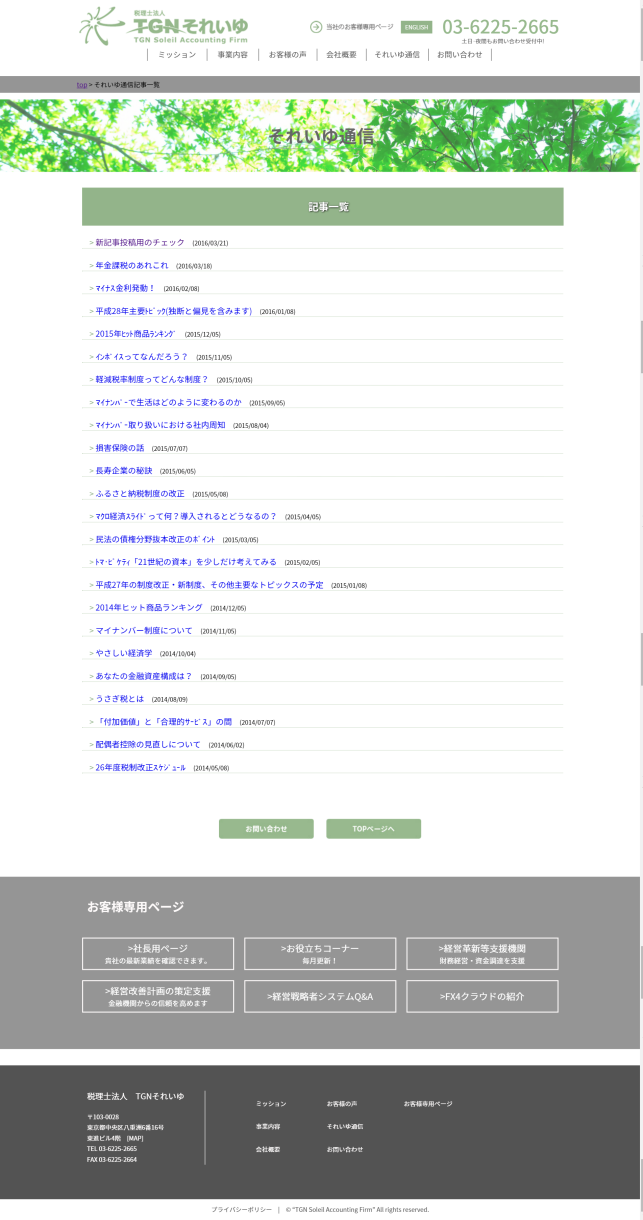 税理士法人
TGNそれいゆ
TGN Soleil Accounting Firm
当社のお客様専用ページ
ENGLISH
03-6225-2665
土日・夜間もお問い合わせ受付中!
ミッション
事業内容
お客様の声
会社概要
それいゆ通信
お問い合わせ
top > それいゆ通信記事一覧
それいゆ通信
記事一覧
> 新記事投稿用のチェック (2016/03/21)
> 年金課税のあれこれ (2016/03/18)
> ﾏｲﾅｽ金利発動！ (2016/02/08)
> 平成28年主要ﾄﾋﾟｯｸ(独断と偏見を含みます) (2016/01/08)
> 2015年ﾋｯﾄ商品ﾗﾝｷﾝｸﾞ (2015/12/05)
> ｲﾝﾎﾞｲｽってなんだろう？ (2015/11/05)
> 軽減税率制度ってどんな制度？ (2015/10/05)
> ﾏｲﾅﾝﾊﾞｰで生活はどのように変わるのか (2015/09/05)
> ﾏｲﾅﾝﾊﾞｰ取り扱いにおける社内周知 (2015/08/04)
> 損害保険の話 (2015/07/07)
> 長寿企業の秘訣 (2015/06/05)
> ふるさと納税制度の改正 (2015/05/08)
> ﾏｸﾛ経済ｽﾗｲﾄﾞって何？導入されるとどうなるの？ (2015/04/05)
> 民法の債権分野抜本改正のﾎﾟｲﾝﾄ (2015/03/05)
> ﾄﾏ･ﾋﾟｹﾃｨ「21世紀の資本」を少しだけ考えてみる (2015/02/05)
> 平成27年の制度改正・新制度、その他主要なトピックスの予定 (2015/01/08)
> 2014年ヒット商品ランキング (2014/12/05)
> マイナンバー制度について (2014/11/05)
> やさしい経済学 (2014/10/04)
> あなたの金融資産構成は？ (2014/09/05)
> うさぎ税とは (2014/08/09)
> 「付加価値」と「合理的ｻｰﾋﾞｽ」の間 (2014/07/07)
> 配偶者控除の見直しについて (2014/06/02)
> 26年度税制改正ｽｹｼﾞｭｰﾙ (2014/05/08)
お問い合わせ
TOPページへ
お客様専用ページ
>社長用ページ
貴社の最新業績を確認できます。
>お役立ちコーナー
毎月更新！
>経営革新等支援機関
財務経営・資金調達を支援
>経営改善計画の策定支援
金融機関からの信頼を高めます
>経営戦略者システムQ&A
>FX4クラウドの紹介
税理士法人　TGNそれいゆ
〒103-0028
東京都中央区八重洲6番16号
東進ビル4階 [MAP]
TEL 03-6225-2665
FAX 03-6225-2664
ミッション
お客様の声
お客様専用ページ
事業内容
それいゆ通信
会社概要
お問い合わせ
プライバシーポリシー | © "TGN Soleil Accounting Firm" All rights reserved.